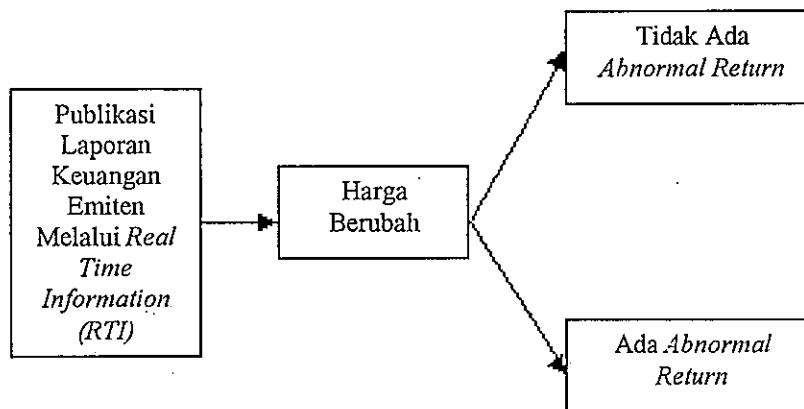 Publikasi
Laporan
Keuangan
Emiten
Melalui Real
Time
Information
(RTI)
Harga
Berubah
Tidak Ada
Abnormal Return
Ada Abnormal
Return